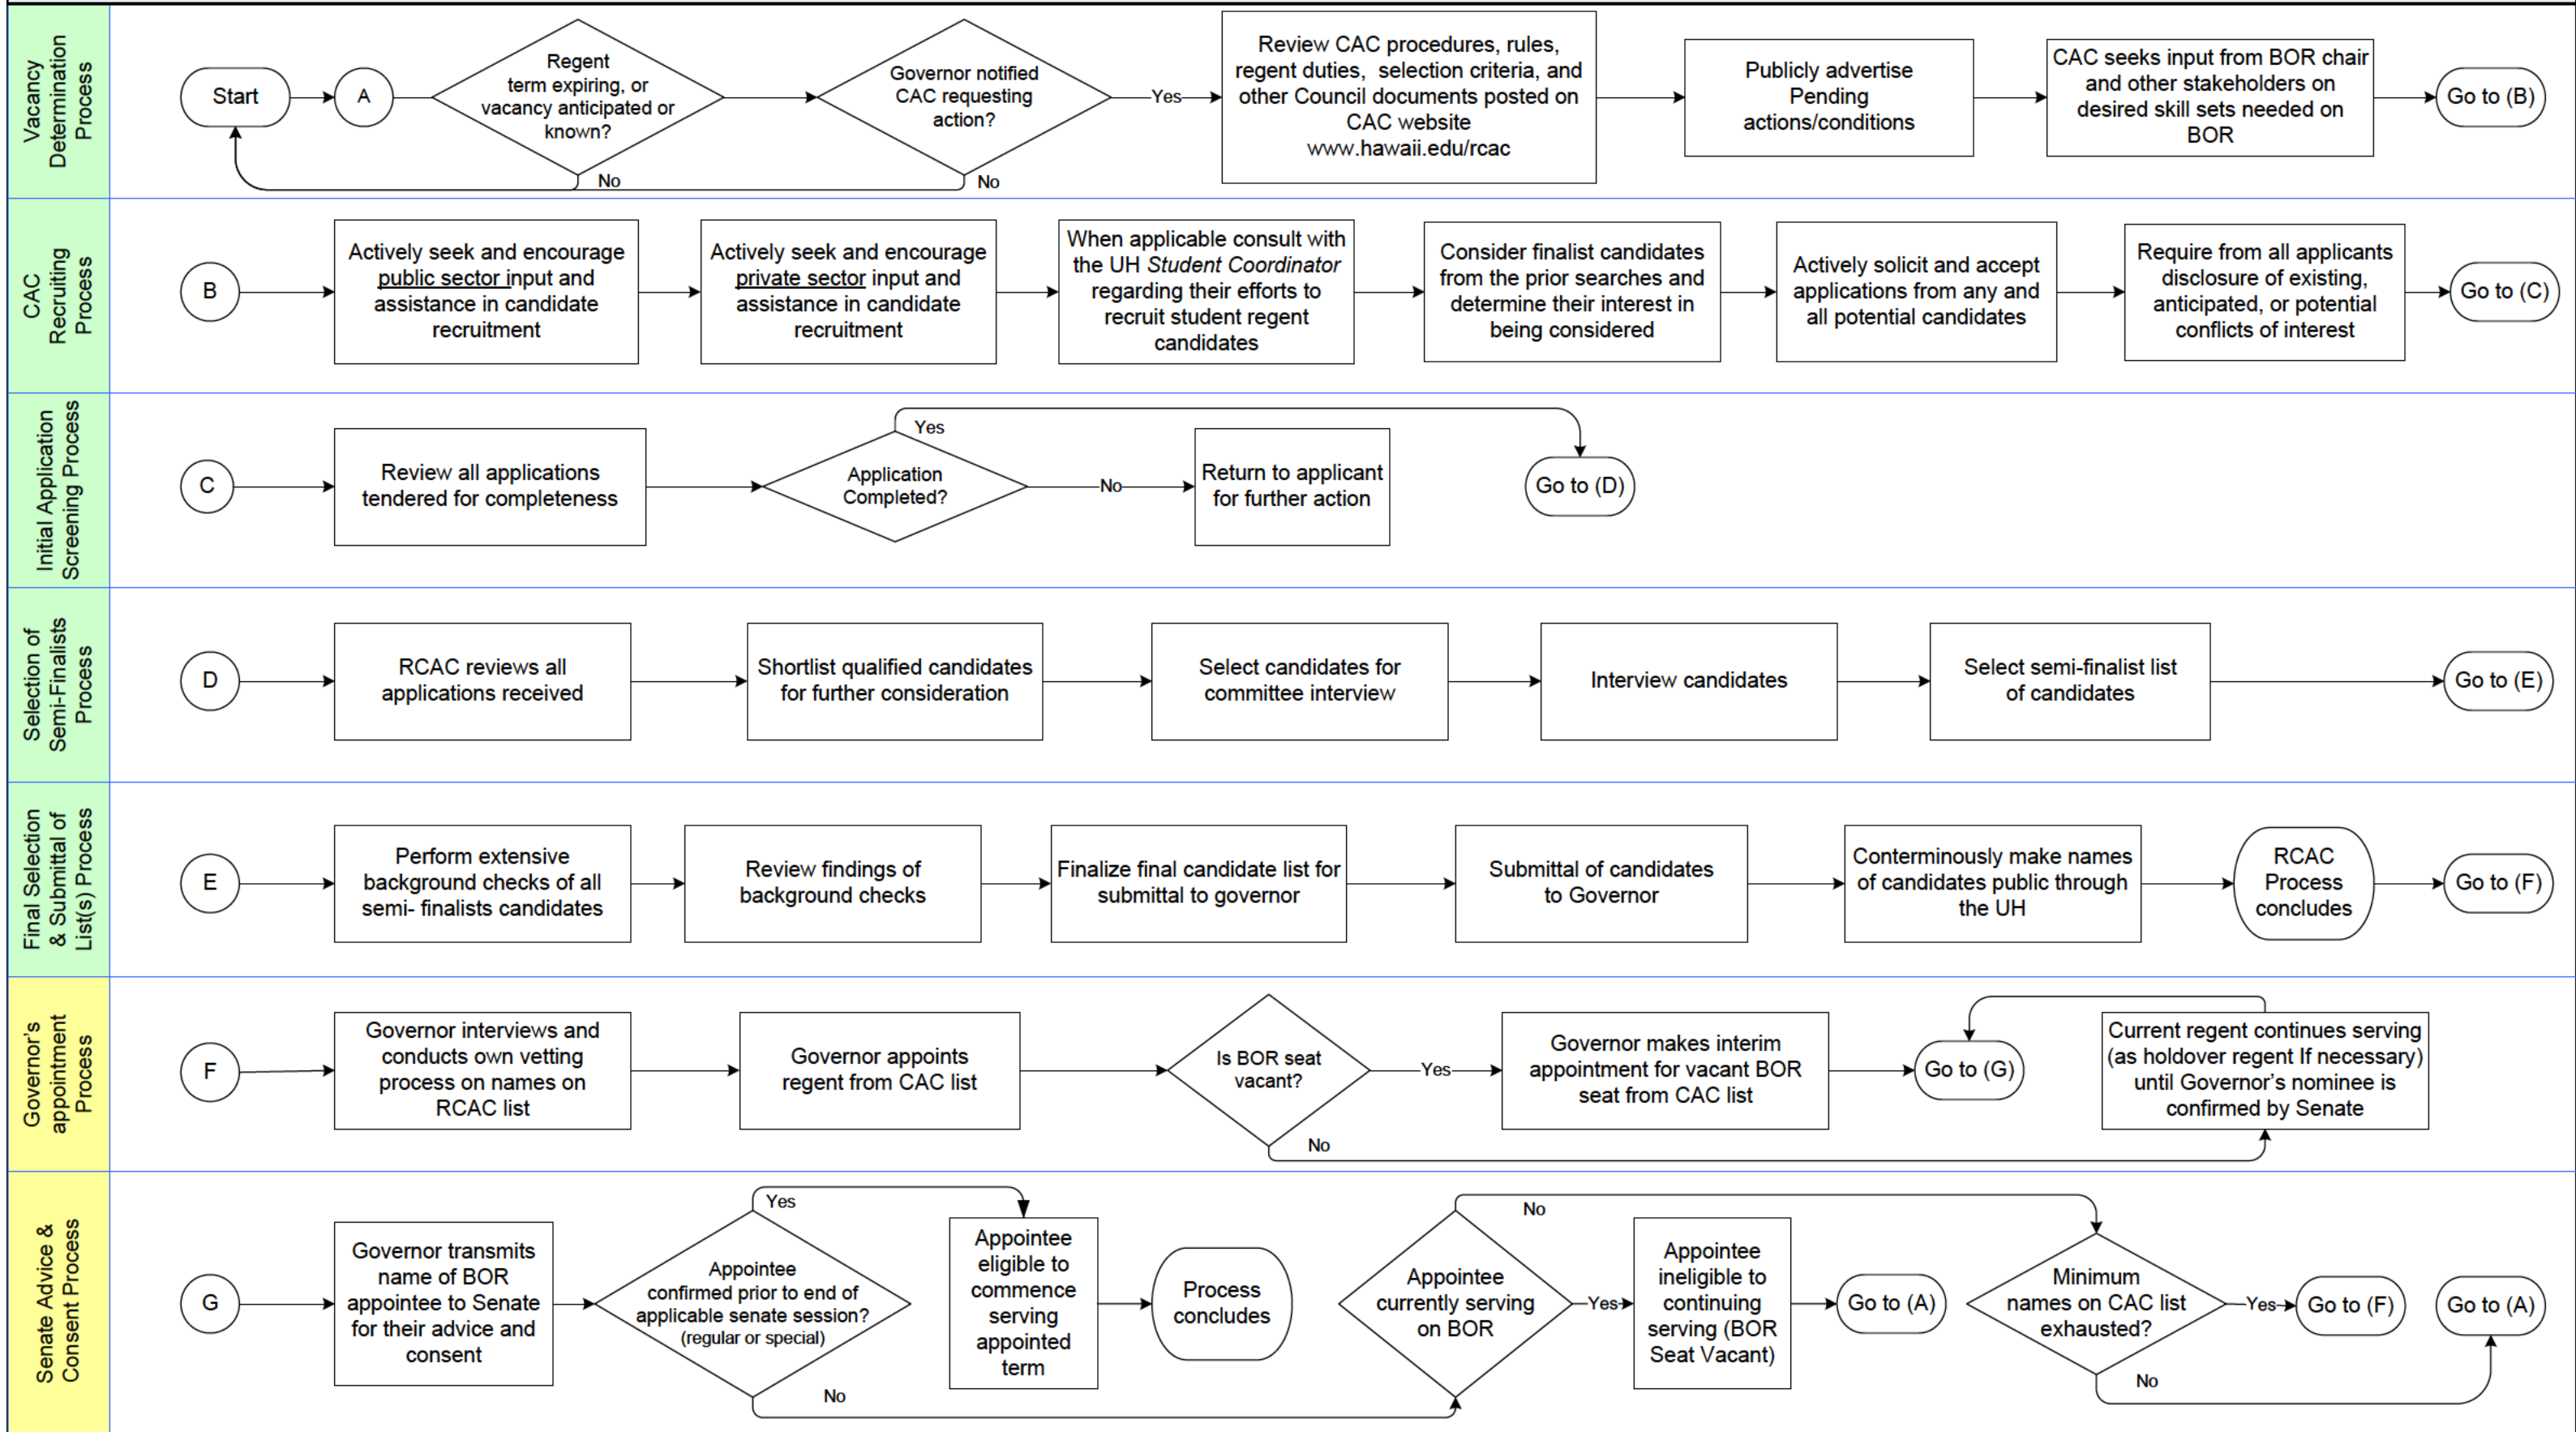 Vacancy
Determination
Process
Start
A
Regent
term expiring, or
vacancy anticipated or
known?
No
Governor notified
CAC requesting
action?
No
Yes
Review CAC procedures, rules,
regent duties, selection criteria, and
other Council documents posted on
CAC website
www.hawaii.edu/rcac
Publicly advertise
Pending
actions/conditions
CAC seeks input from BOR chair
and other stakeholders on
desired skill sets needed on
BOR
Go to (B)
CAC
Recruiting
Process
B
Actively seek and encourage
public sector input and
assistance in candidate
recruitment
Actively seek and encourage
private sector input and
assistance in candidate
recruitment
When applicable consult with
the UH Student Coordinator
regarding their efforts to
recruit student regent
candidates
Consider finalist candidates
from the prior searches and
determine their interest in
being considered
Actively solicit and accept
applications from any and
all potential candidates
Require from all applicants
disclosure of existing,
anticipated, or potential
conflicts of interest
Go to (C)
Initial Application
Screening Process
C
Review all applications
tendered for completeness
Yes
Application
Completed?
No
Return to applicant
for further action
Go to (D)
Selection of
Semi-Finalists
Process
D
RCAC reviews all
applications received
Shortlist qualified candidates
for further consideration
Select candidates for
committee interview
Interview candidates
Select semi-finalist list
of candidates
Go to (E)
Final Selection
& Submittal of
List(s) Process
E
Perform extensive
background checks of all
semi- finalists candidates
Review findings of
background checks
Finalize final candidate list for
submittal to governor
Submittal of candidates
to Governor
Conterminously make names
of candidates public through
the UH
RCAC
Process
concludes
Go to (F)
Governor's
appointment
Process
F
Governor interviews and
conducts own vetting
process on names on
RCAC list
Governor appoints
regent from CAC list
Is BOR seat
vacant?
Yes
No
Governor makes interim
appointment for vacant BOR
seat from CAC list
Go to (G)
Current regent continues serving
(as holdover regent If necessary)
until Governor's nominee is
confirmed by Senate
Senate Advice &
Consent Process
G
Governor transmits
name of BOR
appointee to Senate
for their advice and
consent
Yes
Appointee
confirmed prior to end of
applicable senate session?
(regular or special)
No
Appointee
eligible to
commence
serving
appointed
term
Process
concludes
Appointee
currently serving
on BOR
No
Yes
Appointee
ineligible to
continuing
serving (BOR
Seat Vacant)
Go to (A)
Minimum
names on CAC list
exhausted?
Yes
No
Go to (F)
Go to (A)